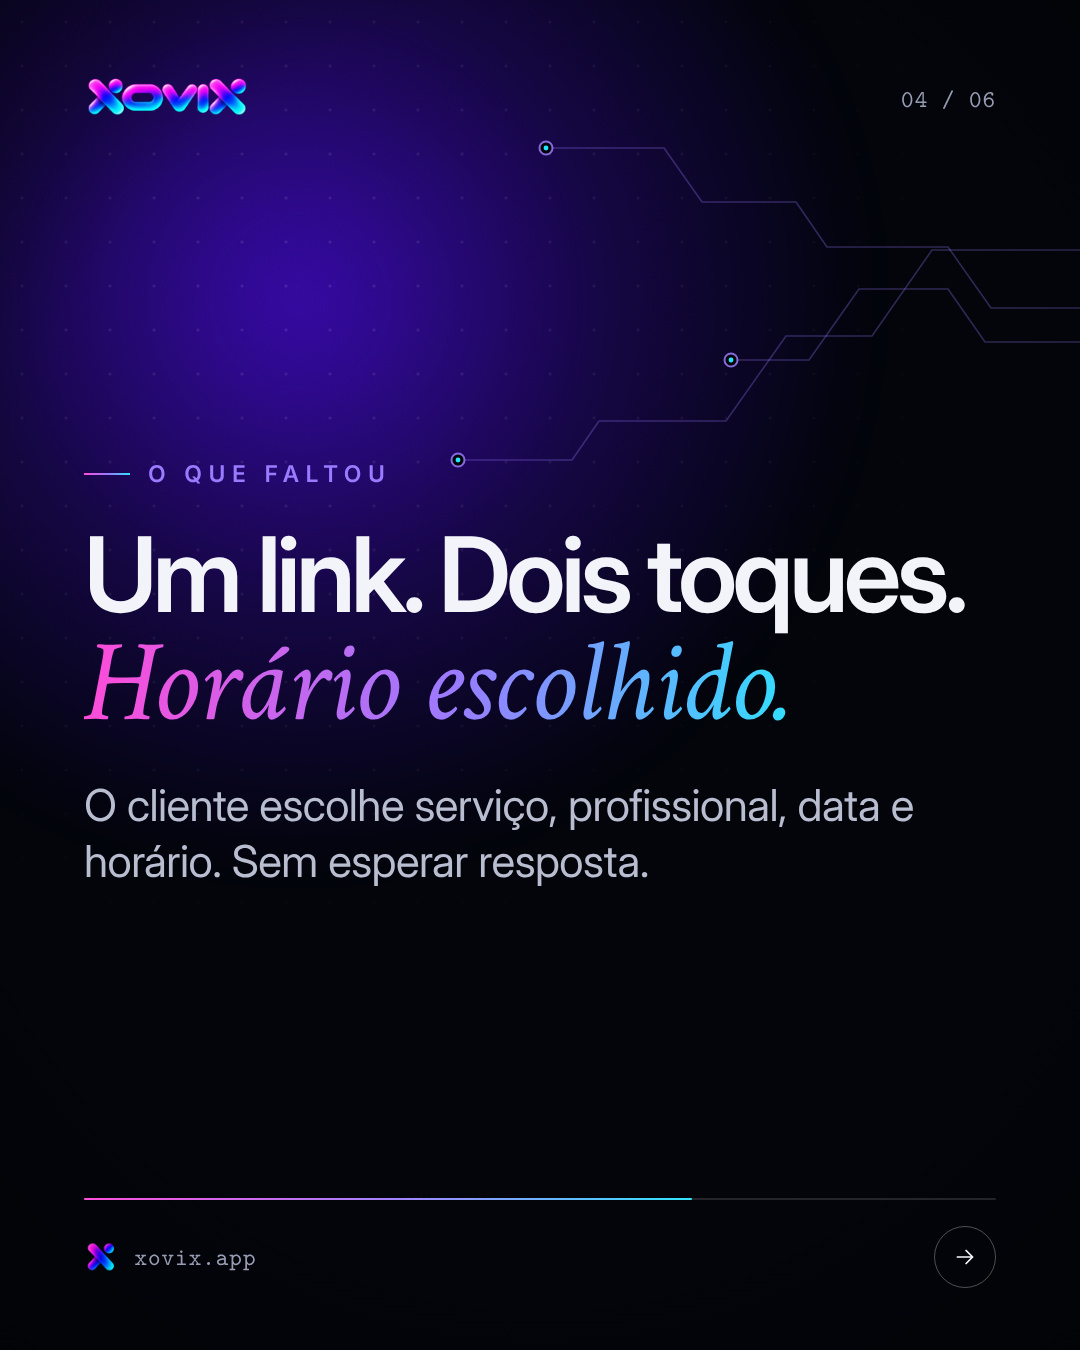 XOVIX
04 / 06
O QUE FALTOU
Um link. Dois toques.
Horário escolhido.
O cliente escolhe serviço, profissional, data e
horário. Sem esperar resposta.
xovix.app